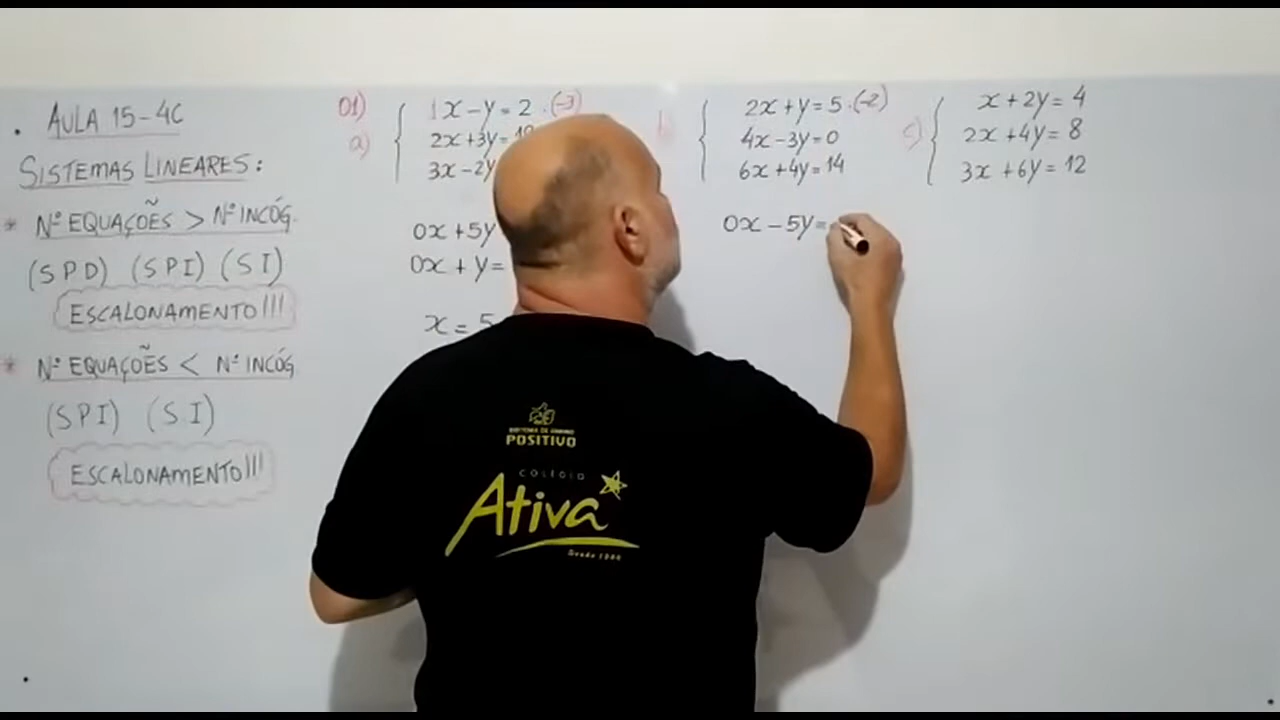 . AULA 15-4C
SISTEMAS LINEARES:
* Nº EQUAÇÕES > Nº INCÓG.
(SPD) (SPI) (SI)
ESCALONAMENTO!!!
* Nº EQUAÇÕES < Nº INCÓG
(SPI) (SI)
ESCALONAMENTO!!!
01)
a)
1x-y=2.(-3)
2x+3y=
3x-2y
0x+5y
0x+y=
x=5
b)
2x+y=5.(-2)
4x-3y=0
6x+4y=14
0x-5y=
c)
x+2y=4
2x+4y=8
3x+6y=12
POSITIVO
COLÉGIO
Ativa
Desde